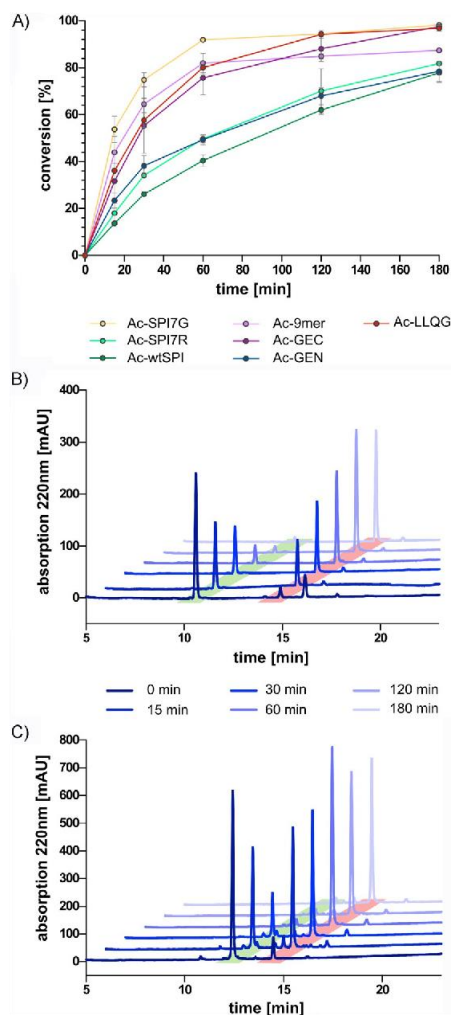 A)
conversion [%]
100
80
60
40
20
0
0 20 40 60 80 100 120 140 160 180
time [min]
Ac-SPI7G Ac-9mer Ac-LLQG
Ac-SPI7R Ac-GEC
Ac-wtSPI Ac-GEN
B)
absorption 220nm [mAU]
400
300
200
100
0
5 10 15 20
time [min]
0 min 30 min 120 min
15 min 60 min 180 min
C)
absorption 220nm [mAU]
800
700
600
500
400
300
200
100
0
5 10 15 20
time [min]